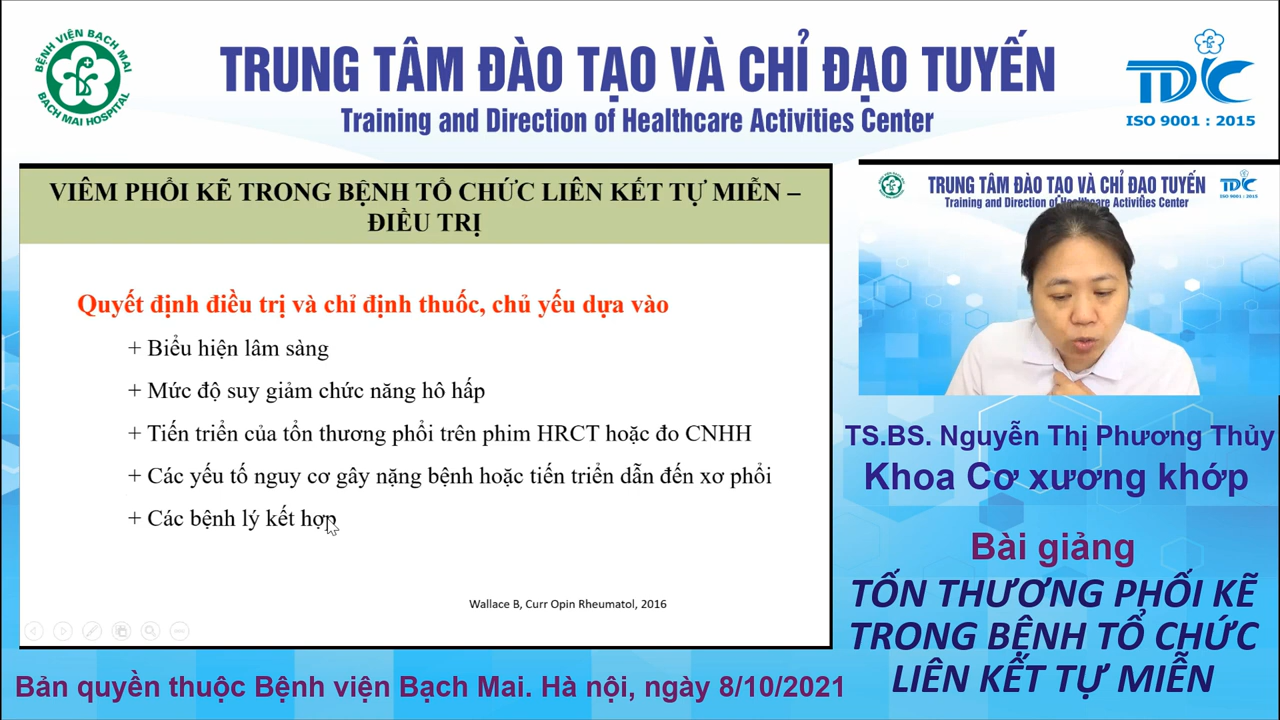 BỆNH VIỆN BẠCH MAI
BACH MAI HOSPITAL
TRUNG TÂM ĐÀO TẠO VÀ CHỈ ĐẠO TUYẾN
Training and Direction of Healthcare Activities Center
TDC
ISO 9001 : 2015
VIÊM PHỔI KẼ TRONG BỆNH TỔ CHỨC LIÊN KẾT TỰ MIỄN –
ĐIỀU TRỊ
Quyết định điều trị và chỉ định thuốc, chủ yếu dựa vào
+ Biểu hiện lâm sàng
+ Mức độ suy giảm chức năng hô hấp
+ Tiến triển của tổn thương phổi trên phim HRCT hoặc đo CNHH
+ Các yếu tố nguy cơ gây nặng bệnh hoặc tiến triển dẫn đến xơ phổi
+ Các bệnh lý kết hợp
Wallace B, Curr Opin Rheumatol, 2016
TRUNG TÂM ĐÀO TẠO VÀ CHỈ ĐẠO TUYẾN
Training and Direction of Healthcare Activities Center
TDC
ISO 9001 : 2015
TS.BS. Nguyễn Thị Phương Thủy
Khoa Cơ xương khớp
Bài giảng
TỔN THƯƠNG PHỔI KẼ
TRONG BỆNH TỔ CHỨC
LIÊN KẾT TỰ MIỄN
Bản quyền thuộc Bệnh viện Bạch Mai. Hà nội, ngày 8/10/2021